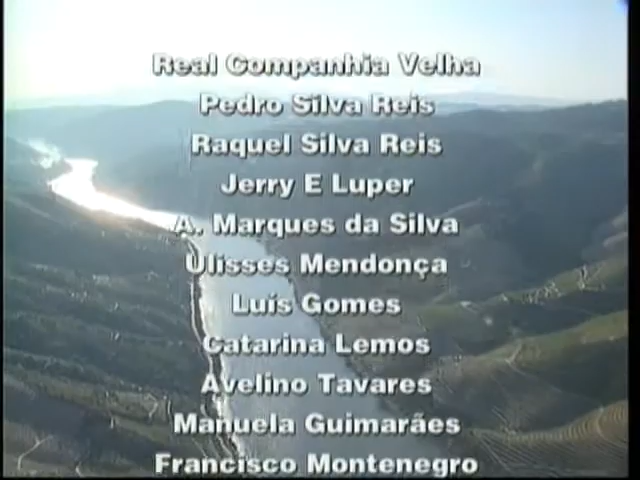 Real Companhia Velha
Pedro Silva Reis
Raquel Silva Reis
Jerry E Luper
A. Marques da Silva
Ulisses Mendonça
Luís Gomes
Catarina Lemos
Avelino Tavares
Manuela Guimarães
Francisco Montenegro